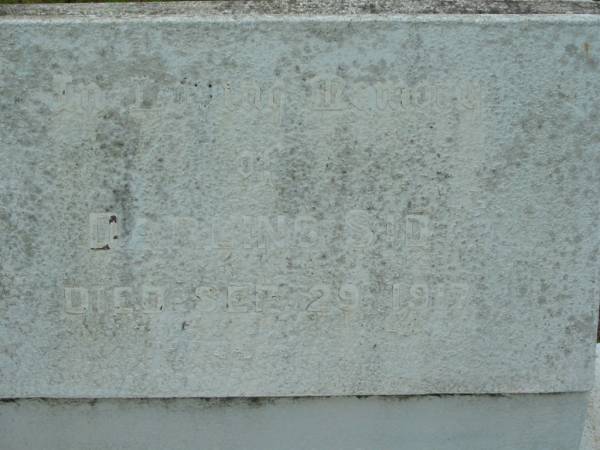 In Loving Memory
of
DARLING SID
DIED SEP. 29. 1917